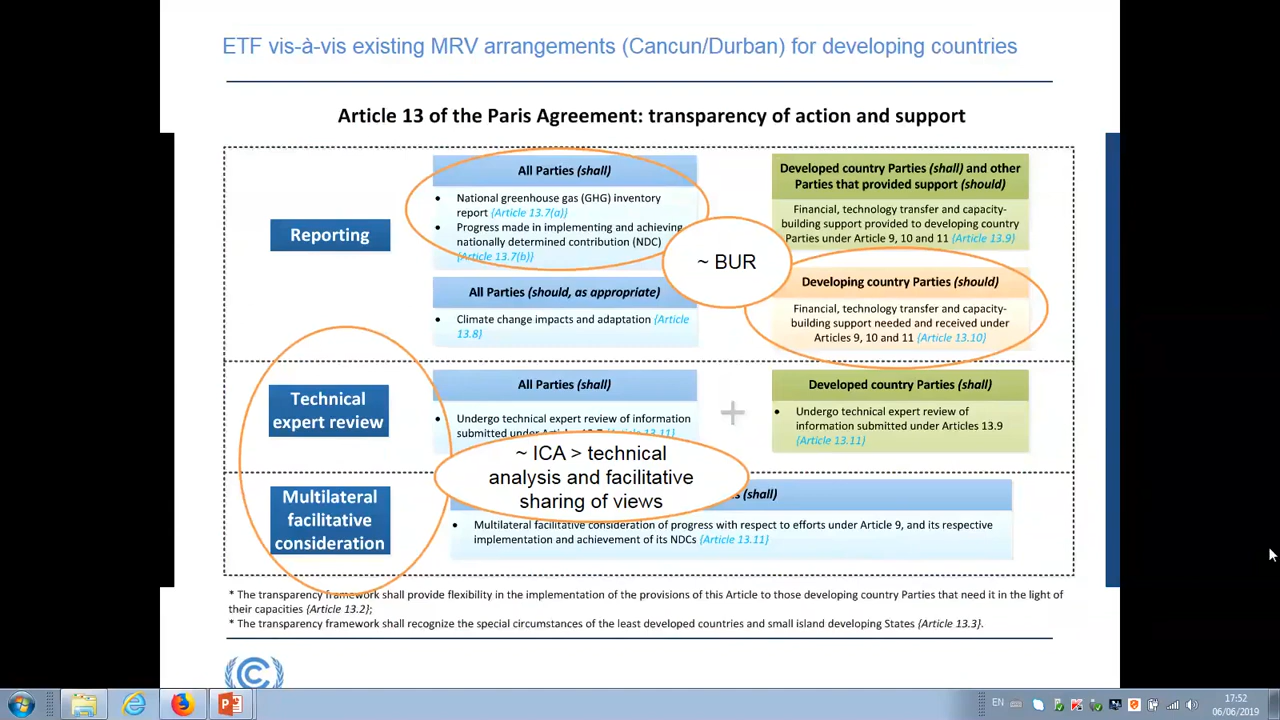 ETF vis-à-vis existing MRV arrangements (Cancun/Durban) for developing countries
Article 13 of the Paris Agreement: transparency of action and support
Reporting
All Parties (shall)
• National greenhouse gas (GHG) inventory
report {Article 13.7(a)}
• Progress made in implementing and achieving
nationally determined contribution (NDC)
{Article 13.7(b)}
~ BUR
Developed country Parties (shall) and other
Parties that provided support (should)
Financial, technology transfer and capacity-
building support provided to developing country
Parties under Article 9, 10 and 11 {Article 13.9}
All Parties (should, as appropriate)
• Climate change impacts and adaptation {Article
13.8}
Developing country Parties (should)
Financial, technology transfer and capacity-
building support needed and received under
Articles 9, 10 and 11 {Article 13.10}
Technical
expert review
All Parties (shall)
• Undergo technical expert review of information
submitted under
+
Developed country Parties (shall)
• Undergo technical expert review of
information submitted under Articles 13.9
{Article 13.11}
~ ICA > technical
analysis and facilitative
sharing of views
Multilateral
facilitative
consideration
(shall)
• Multilateral facilitative consideration of progress with respect to efforts under Article 9, and its respective
implementation and achievement of its NDCs {Article 13.11}
* The transparency framework shall provide flexibility in the implementation of the provisions of this Article to those developing country Parties that need it in the light of
their capacities {Article 13.2};
* The transparency framework shall recognize the special circumstances of the least developed countries and small island developing States {Article 13.3}.
EN
17:52
06/06/2019